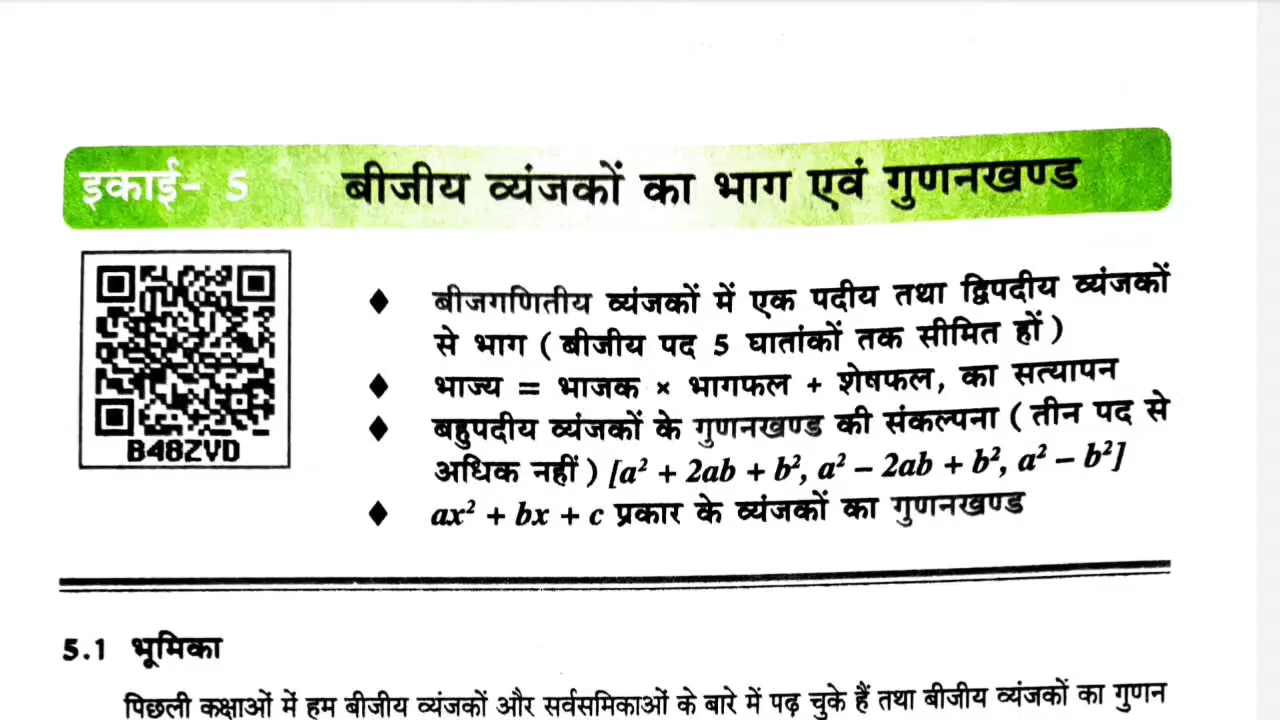 इकाई- 5 बीजीय व्यंजकों का भाग एवं गुणनखण्ड
B48ZVD
♦ बीजगणितीय व्यंजकों में एक पदीय तथा द्विपदीय व्यंजकों
से भाग ( बीजीय पद 5 घातांकों तक सीमित हों )
♦ भाज्य = भाजक × भागफल + शेषफल, का सत्यापन
♦ बहुपदीय व्यंजकों के गुणनखण्ड की संकल्पना ( तीन पद से
अधिक नहीं ) [a² + 2ab + b², a² – 2ab + b², a² – b²]
♦ ax² + bx + c प्रकार के व्यंजकों का गुणनखण्ड
5.1 भूमिका
पिछली कक्षाओं में हम बीजीय व्यंजकों और सर्वसमिकाओं के बारे में पढ़ चुके हैं तथा बीजीय व्यंजकों का गुणन